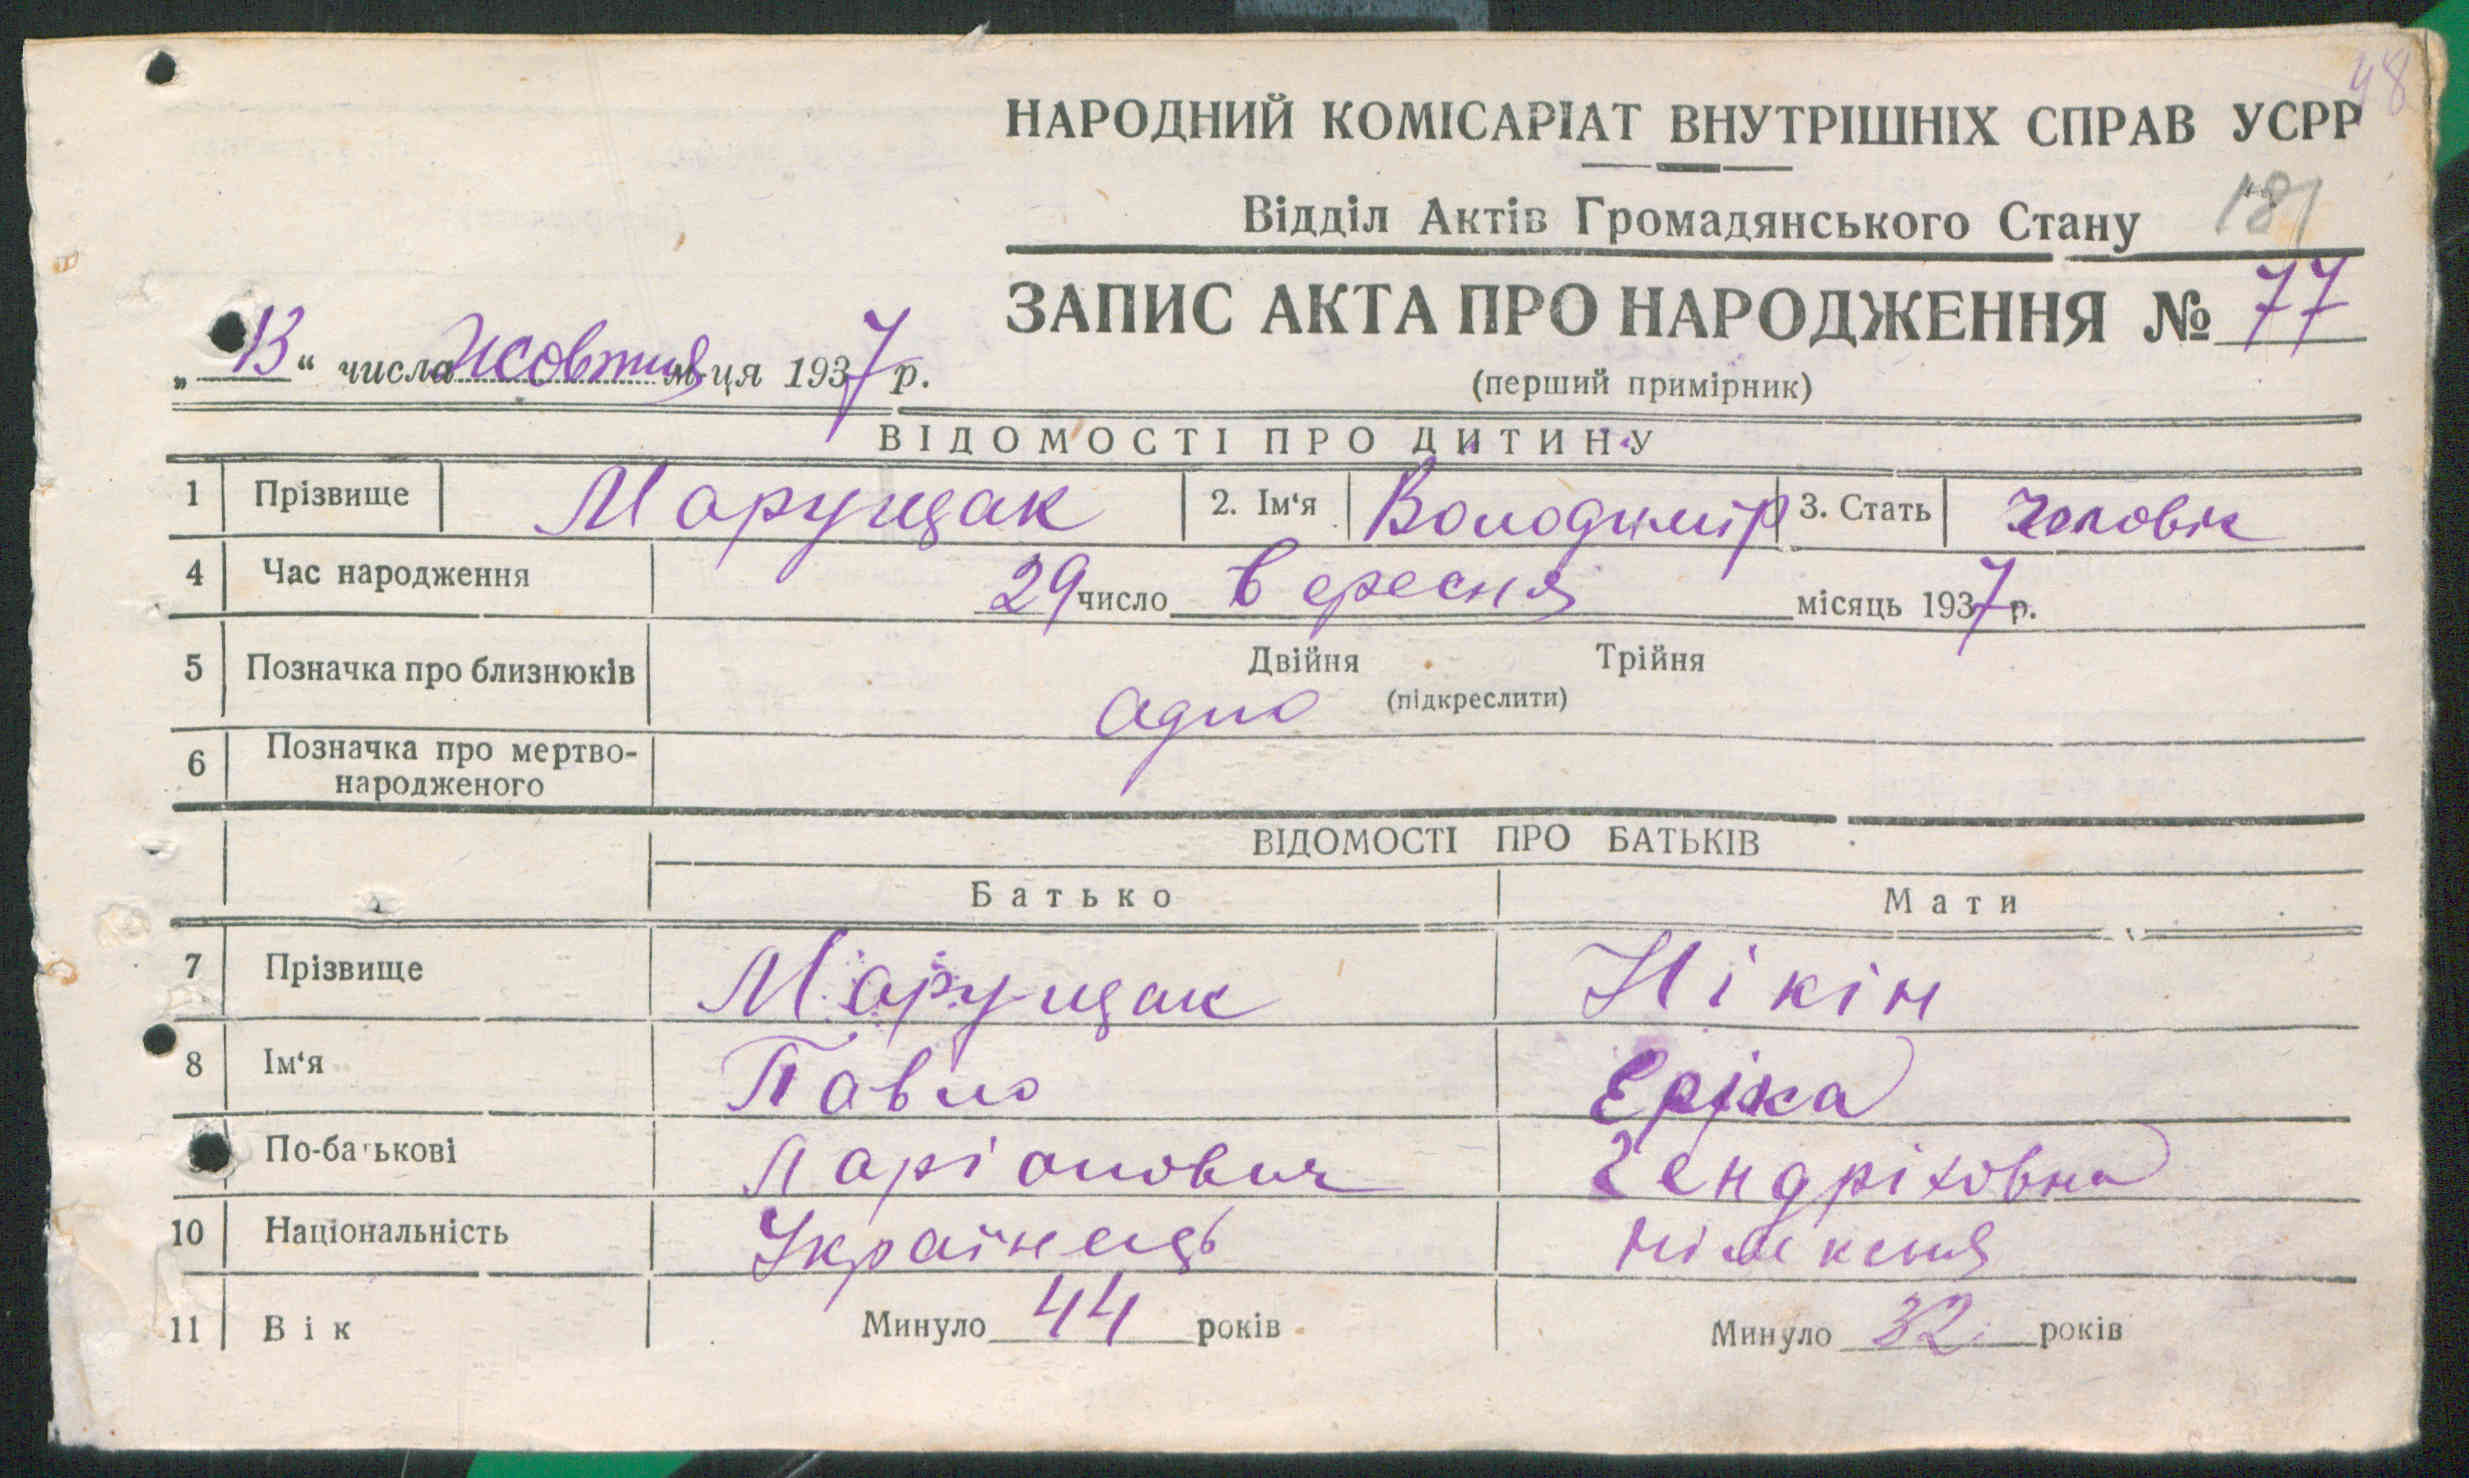 48
НАРОДНИЙ КОМІСАРІАТ ВНУТРІШНІХ СПРАВ УСРР
Відділ Актів Громадянського Стану 181
ЗАПИС АКТА ПРО НАРОДЖЕННЯ № 77
„13“ числа Жовтня м-ця 1937 р.
(перший примірник)
ВІДОМОСТІ ПРО ДИТИНУ
1 Прізвище Марущак 2. Ім‘я Володимір 3. Стать чоловік
4 Час народження 29 число вересня місяць 1937 р.
5 Позначка про близнюків Двійня Трійня
(підкреслити)
одно
6 Позначка про мертво-
народженого
ВІДОМОСТІ ПРО БАТЬКІВ
Батько Мати
7 Прізвище Марущак Нікін
8 Ім‘я Павло Еріка
По-батькові Ларіонович Гендріховна
10 Національність Українець німкеня
11 Вік Минуло 44 років Минуло 32 років